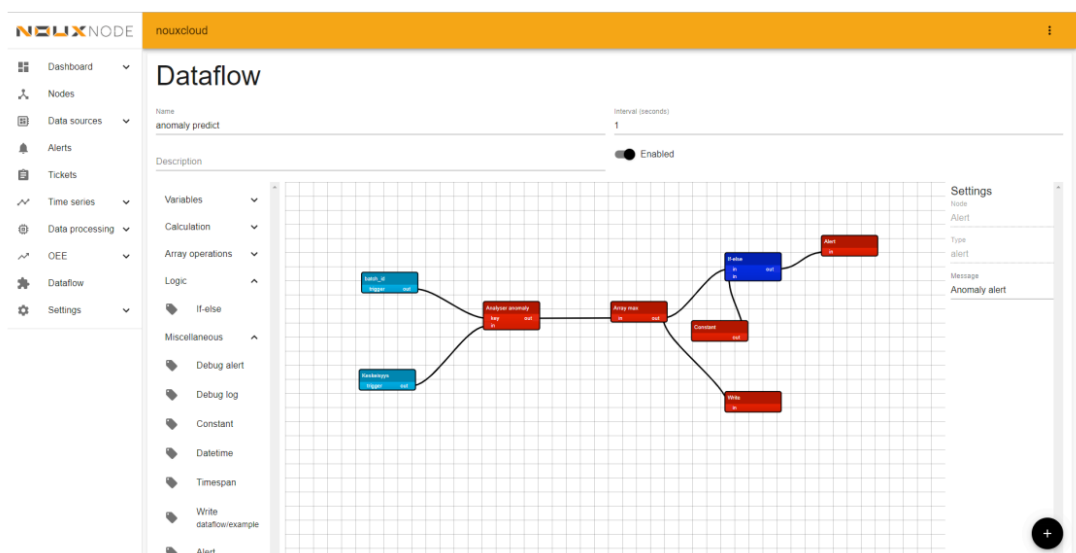 NOUXNODE
nouxcloud
Dashboard
Nodes
Data sources
Alerts
Tickets
Time series
Data processing
OEE
Dataflow
Settings
Dataflow
Name
anomaly predict
Interval (seconds)
1
Description
Enabled
Variables
Calculation
Array operations
Logic
If-else
Miscellaneous
Debug alert
Debug log
Constant
Datetime
Timespan
Write
dataflow/example
Alert
batch_id
trigger out
Keskiarvys
trigger out
Analyser anomaly
key out
in
Array max
in out
If-else
in out
in
Constant
out
Alert
in
Write
in
Settings
Node
Alert
Type
alert
Message
Anomaly alert